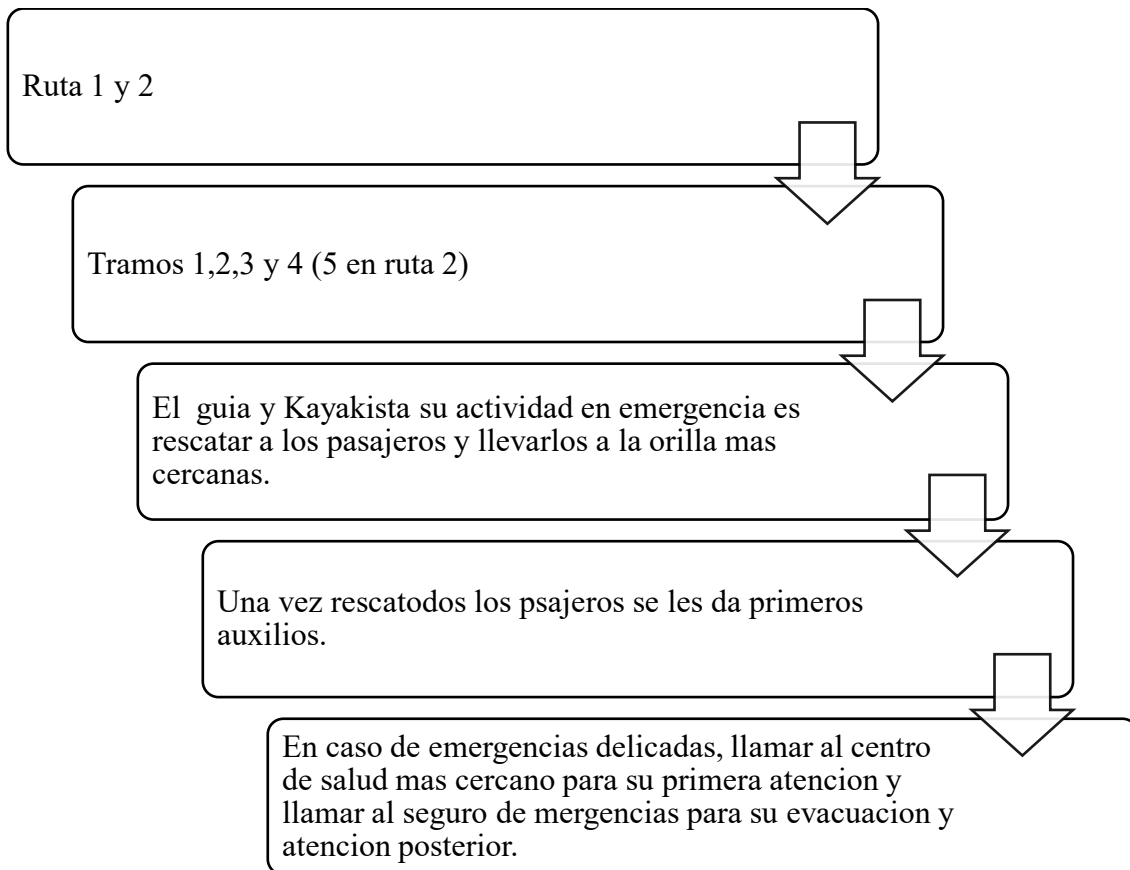 Ruta 1 y 2
Tramos 1,2,3 y 4 (5 en ruta 2)
El  guia y Kayakista su actividad en emergencia es
rescatar a los pasajeros y llevarlos a la orilla mas
cercanas.
Una vez rescatodos los psajeros se les da primeros
auxilios.
En caso de emergencias delicadas, llamar al centro
de salud mas cercano para su primera atencion y
llamar al seguro de mergencias para su evacuacion y
atencion posterior.